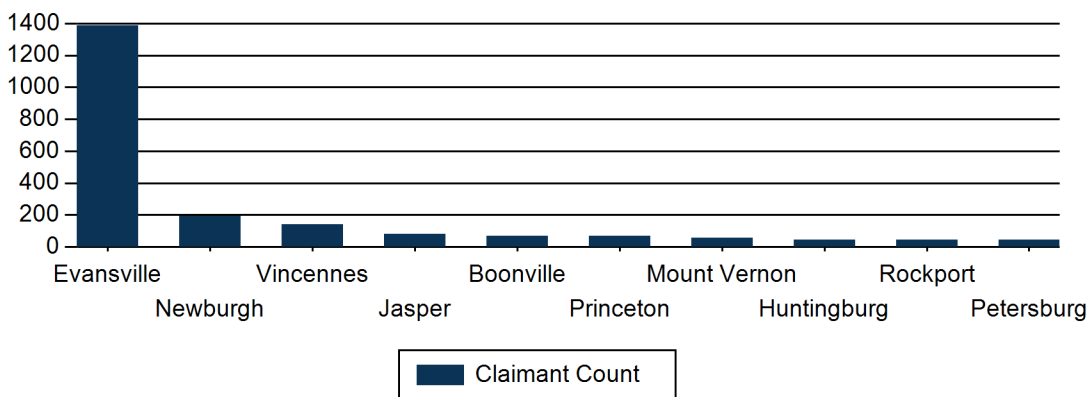 1400
1200
1000
800
600
400
200
0
Evansville Vincennes Boonville Mount Vernon Rockport
Newburgh Jasper Princeton Huntingburg Petersburg
Claimant Count